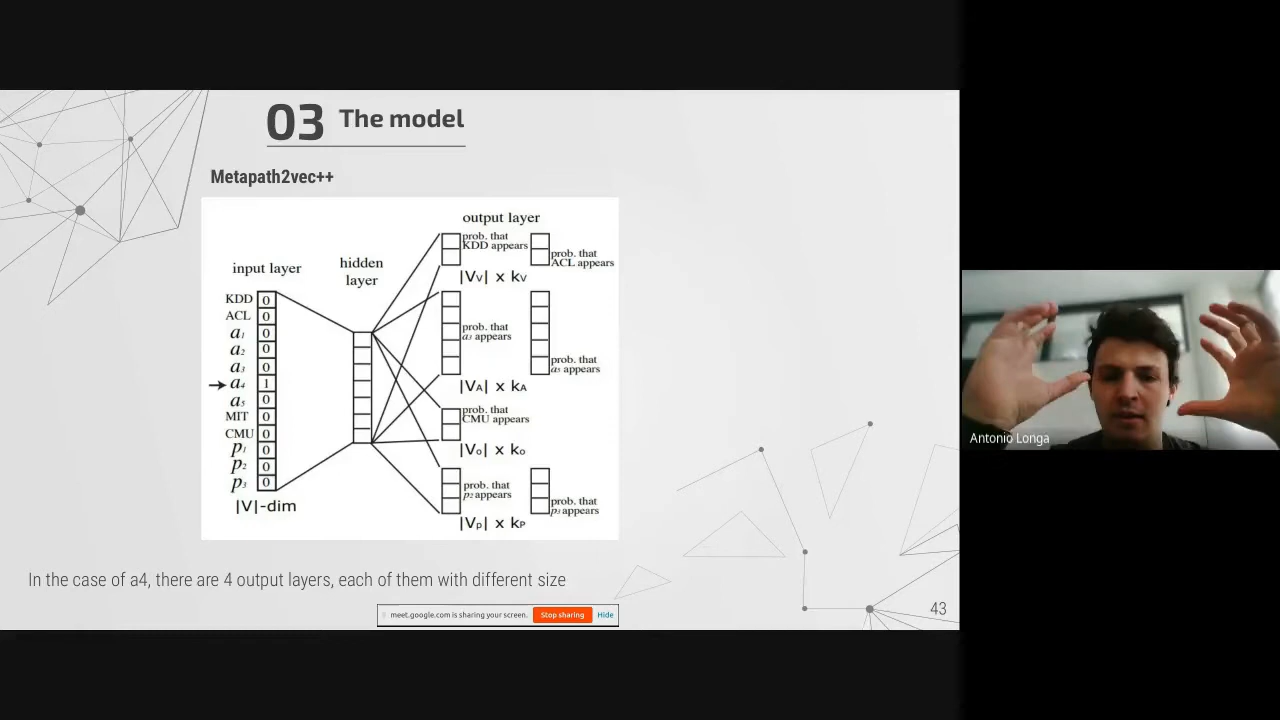 03 The model
Metapath2vec++
output layer
input layer
hidden
layer
prob. that
KDD appears
prob. that
ACL appears
|Vv| x kv
KDD 0
ACL 0
a1 0
a2 0
a3 0
a4 1
a5 0
MIT 0
CMU 0
p1 0
p2 0
p3 0
|V|-dim
prob. that
a3 appears
prob. that
a5 appears
|VA| x kA
prob. that
CMU appears
|Vo| x ko
prob. that
p2 appears
prob. that
p3 appears
|Vp| x kP
In the case of a4, there are 4 output layers, each of them with different size
meet.google.com is sharing your screen. Stop sharing Hide
43
Antonio Longa